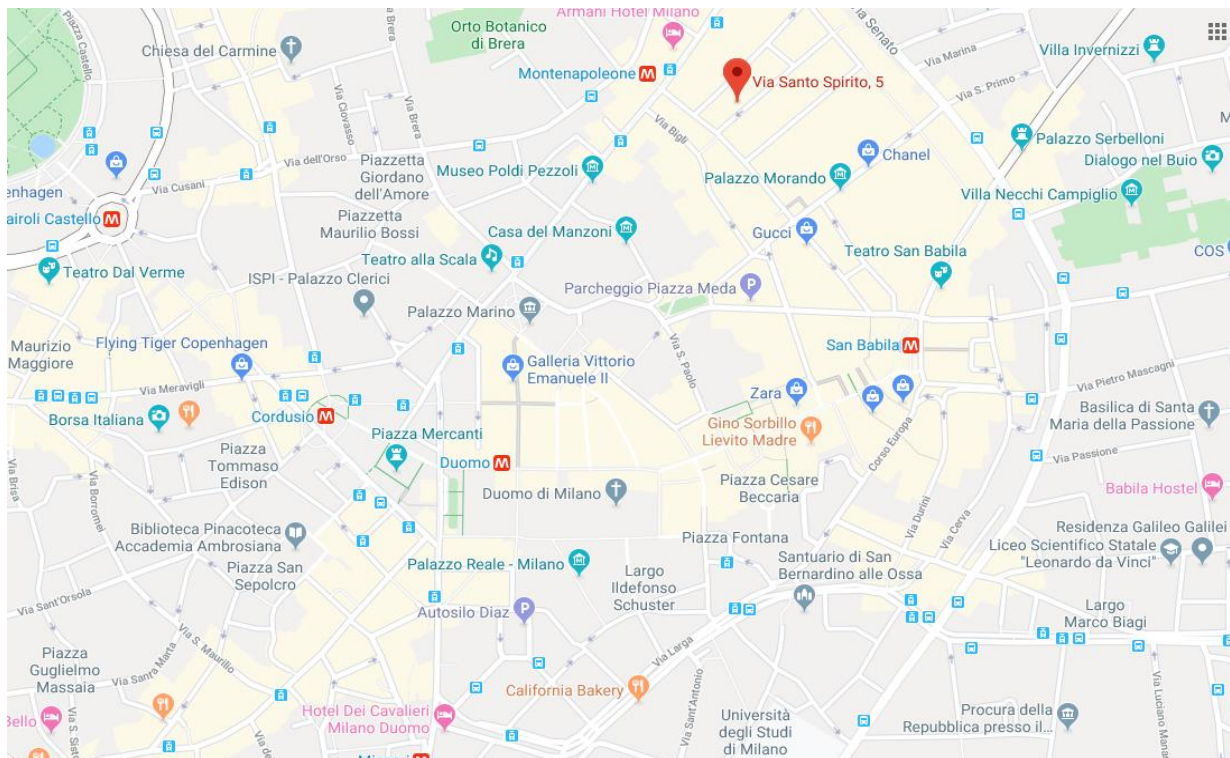 Armani Hotel Milano
Orto Botanico
di Brera
Chiesa del Carmine
Piazza Castello
Via Brera
Via Senato
Via Marina
Villa Invernizzi
Montenapoleone
Via Santo Spirito, 5
Via S. Primo
Via Ciovasso
Via Brera
Via Bigli
Palazzo Serbelloni
Chanel
Dialogo nel Buio
Via dell'Orso
Piazzetta
Giordano
dell'Amore
Museo Poldi Pezzoli
Palazzo Morando
Via Cusani
enhagen
Villa Necchi Campiglio
airoli Castello
Piazzetta
Maurilio Bossi
Casa del Manzoni
Gucci
Teatro San Babila
COS
Teatro alla Scala
Teatro Dal Verme
ISPI - Palazzo Clerici
Parcheggio Piazza Meda
Palazzo Marino
Maurizio
Maggiore
Flying Tiger Copenhagen
Via S. Paolo
San Babila
Galleria Vittorio
Emanuele II
Via Meravigli
Zara
Via Pietro Mascagni
Borsa Italiana
Cordusio
Piazza Mercanti
Gino Sorbillo
Lievito Madre
Corso Europa
Basilica di Santa
Maria della Passione
Piazza
Tommaso
Edison
Duomo
Via Passione
Via Brisa
Via Borromei
Duomo di Milano
Piazza Cesare
Beccaria
Babila Hostel
Via Durini
Via Cerva
Biblioteca Pinacoteca
Accademia Ambrosiana
Piazza Fontana
Residenza Galileo Galilei
Liceo Scientifico Statale
"Leonardo da Vinci"
Piazza San
Sepolcro
Palazzo Reale - Milano
Largo
Ildefonso
Schuster
Santuario di San
Bernardino alle Ossa
Via Sant'Orsola
Autosilo Diaz
Largo
Marco Biagi
Via S. Maurilio
Piazza
Guglielmo
Massaia
Via Santa Marta
Via Larga
California Bakery
Via Sant'Antonio
Bello
Hotel Dei Cavalieri
Milano Duomo
Università
degli Studi
di Milano
Procura della
Repubblica presso il...